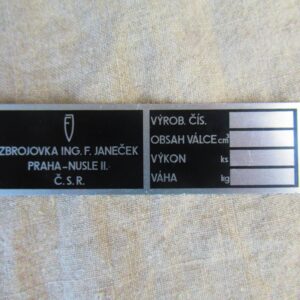 ZBROJOVKA ING. F. JANEČEK
PRAHA-NUSLE II.
Č. S. R.
VÝROB. ČÍS.
OBSAH VÁLCE cm³
VÝKON ks
VÁHA kg